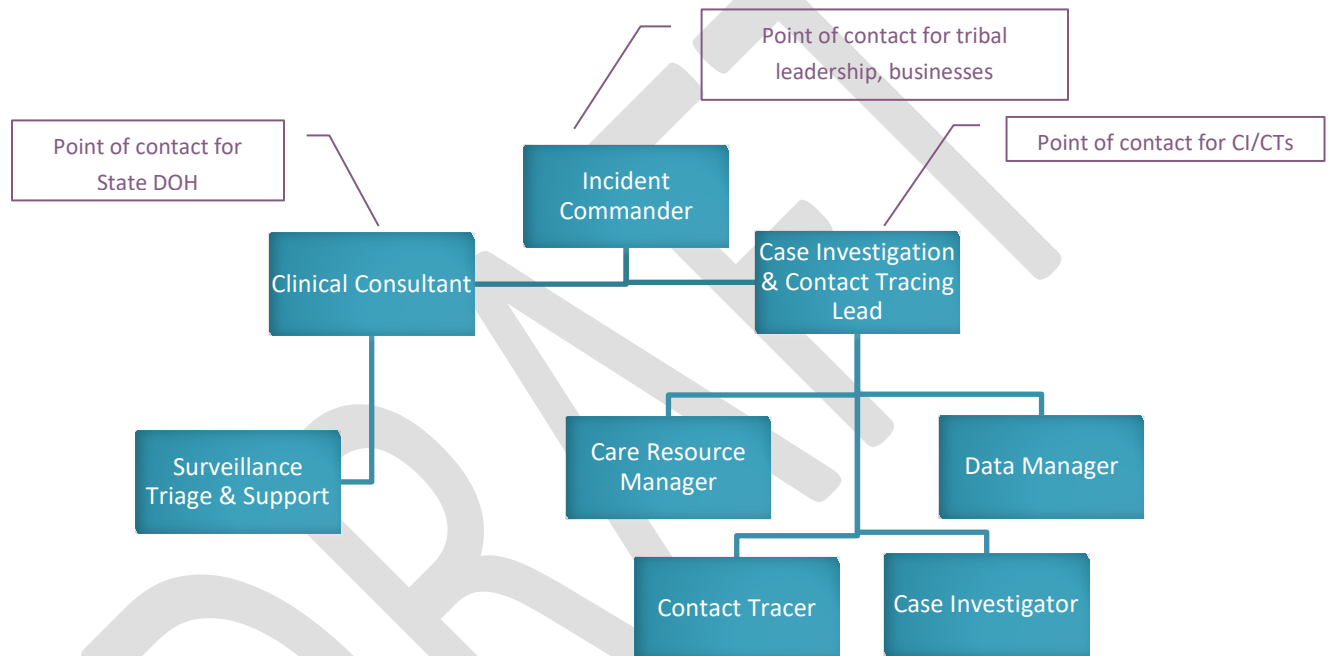 Point of contact for tribal
leadership, businesses
Point of contact for
State DOH
Point of contact for CI/CTs
Incident
Commander
Clinical Consultant
Case Investigation
& Contact Tracing
Lead
Surveillance
Triage & Support
Care Resource
Manager
Data Manager
Contact Tracer
Case Investigator
DRAFT